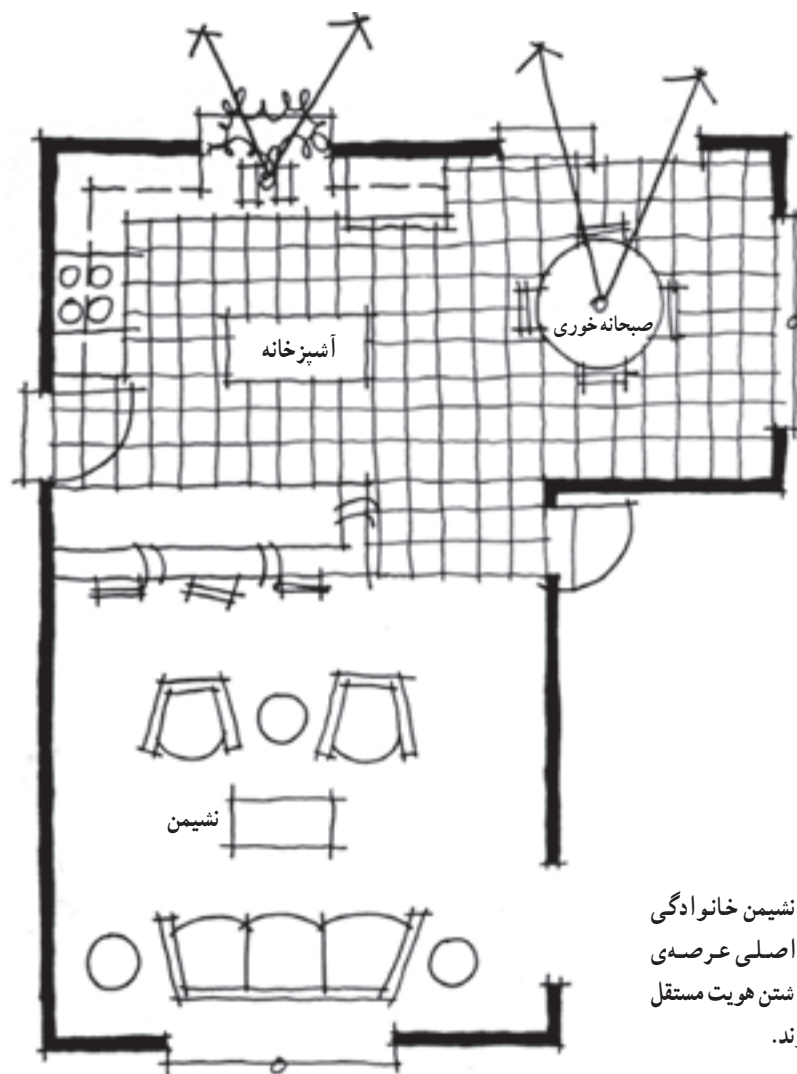 آشپزخانه
صبحانه خوری
نشیمن
نشیمن خانوادگی
اصلی عرصه‌ی
شتن هویت مستقل
ند.